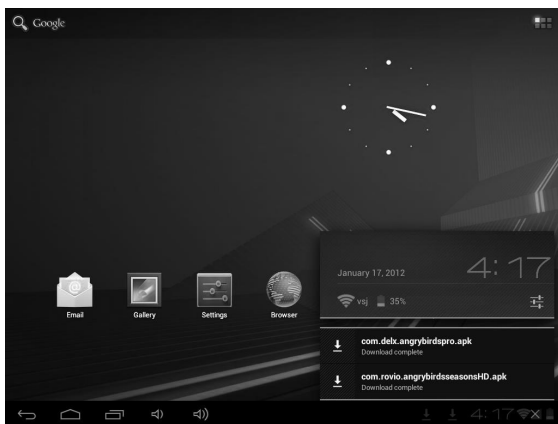 Google
January 17, 2012
4:17
vsj 35%
Email
Gallery
Settings
Browser
com.delx.angrybirdspro.apk
Download complete
com.rovio.angrybirdsseasonsHD.apk
Download complete
4:17